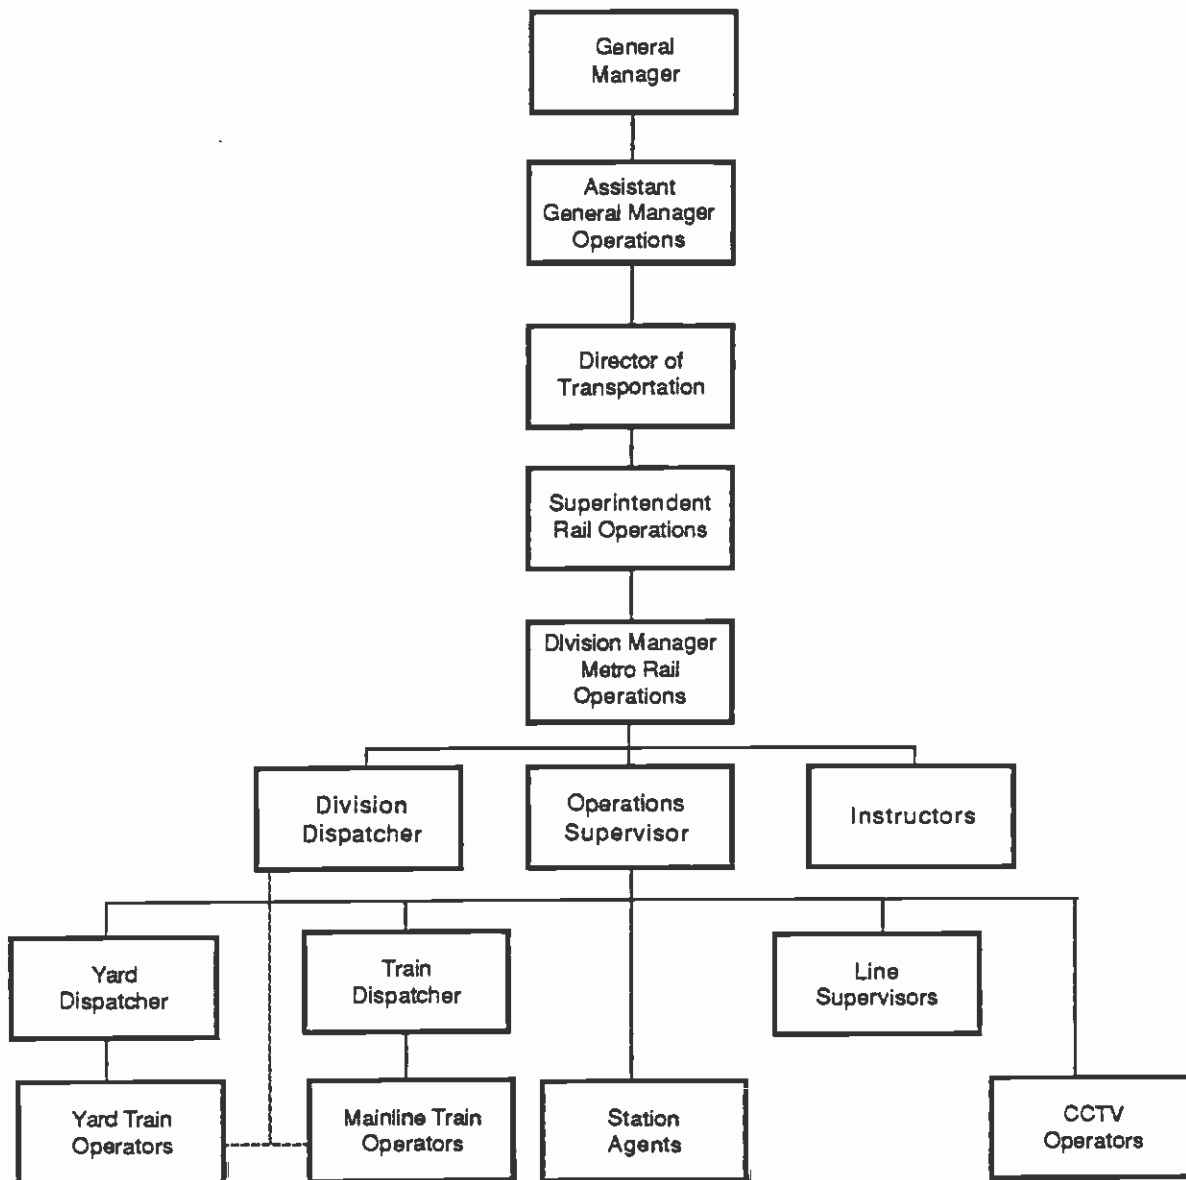 General
Manager
Assistant
General Manager
Operations
Director of
Transportation
Superintendent
Rail Operations
Division Manager
Metro Rail
Operations
Division
Dispatcher
Operations
Supervisor
Instructors
Yard
Dispatcher
Train
Dispatcher
Line
Supervisors
Yard Train
Operators
Mainline Train
Operators
Station
Agents
CCTV
Operators